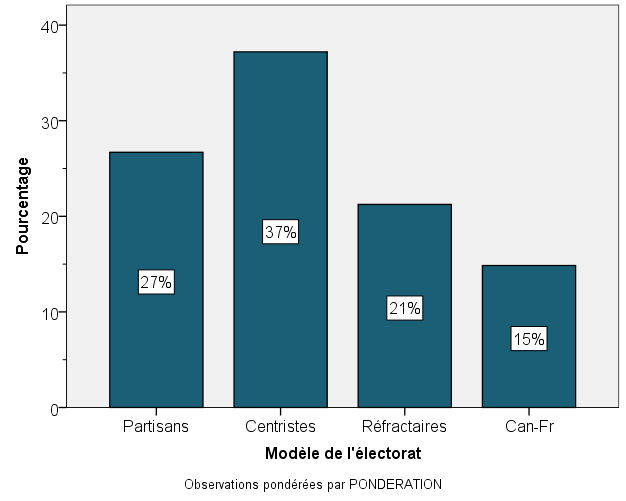 40
30
20
10
0
Pourcentage
27%
37%
21%
15%
Partisans Centristes Réfractaires Can-Fr
Modèle de l'électorat
Observations pondérées par PONDERATION